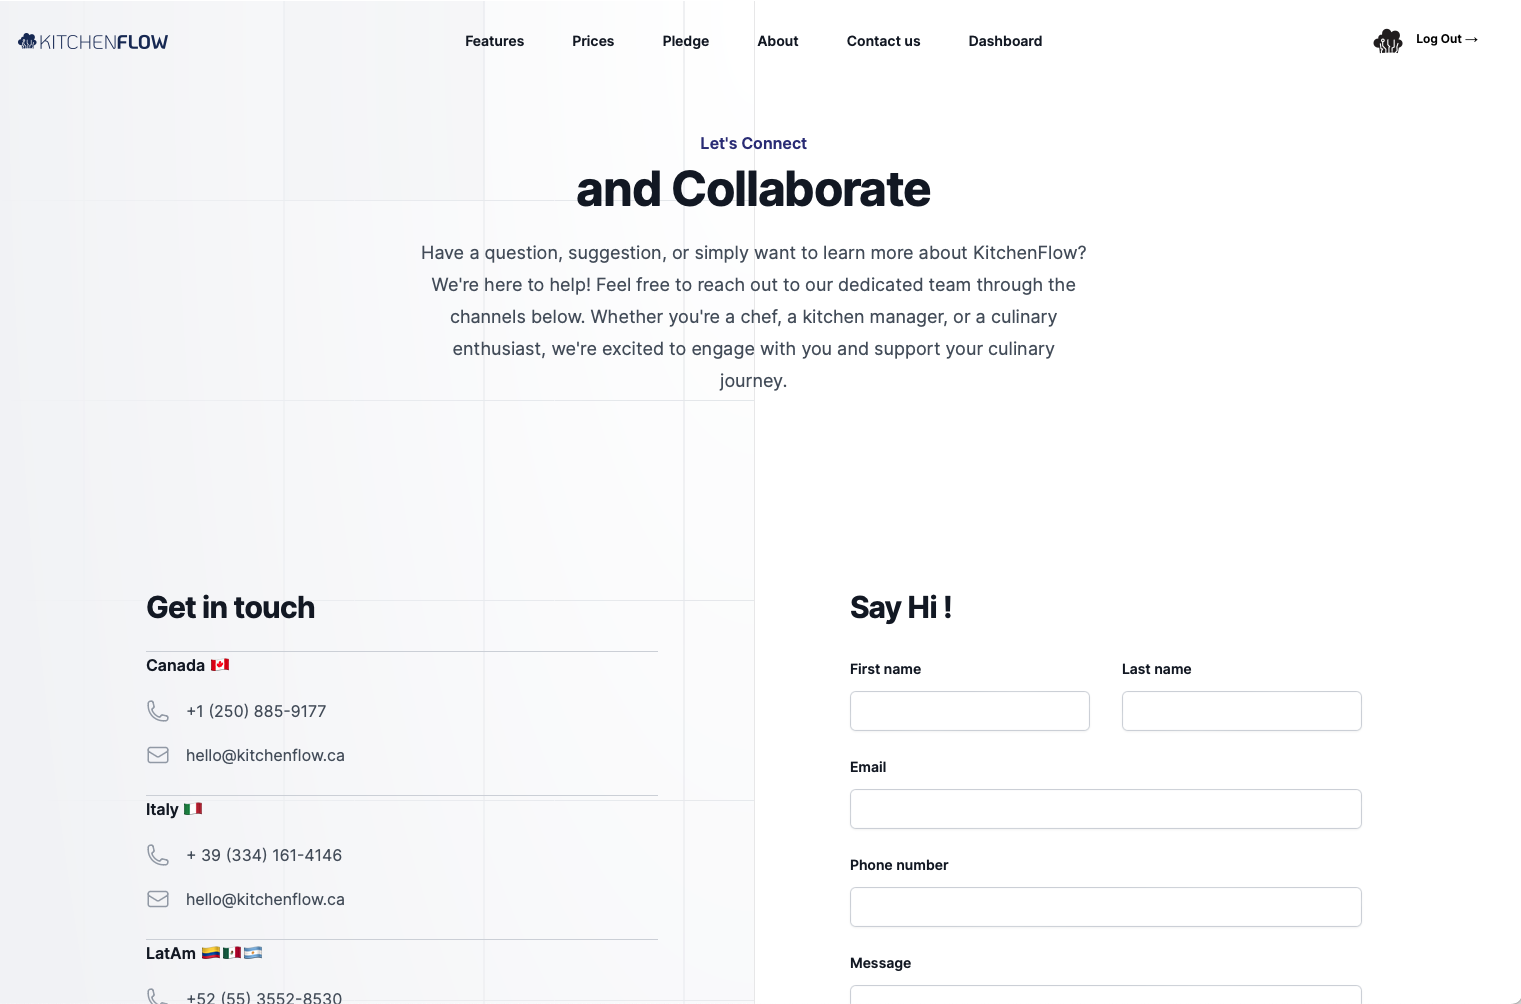 KITCHENFLOW
Features Prices Pledge About Contact us Dashboard
Log Out →
Let's Connect
and Collaborate
Have a question, suggestion, or simply want to learn more about KitchenFlow?
We're here to help! Feel free to reach out to our dedicated team through the
channels below. Whether you're a chef, a kitchen manager, or a culinary
enthusiast, we're excited to engage with you and support your culinary
journey.
Get in touch
Canada 🇨🇦
+1 (250) 885-9177
hello@kitchenflow.ca
Italy 🇮🇹
+ 39 (334) 161-4146
hello@kitchenflow.ca
LatAm 🇨🇴🇲🇽🇦🇷
+52 (55) 3552-8530
Say Hi !
First name Last name
Email
Phone number
Message